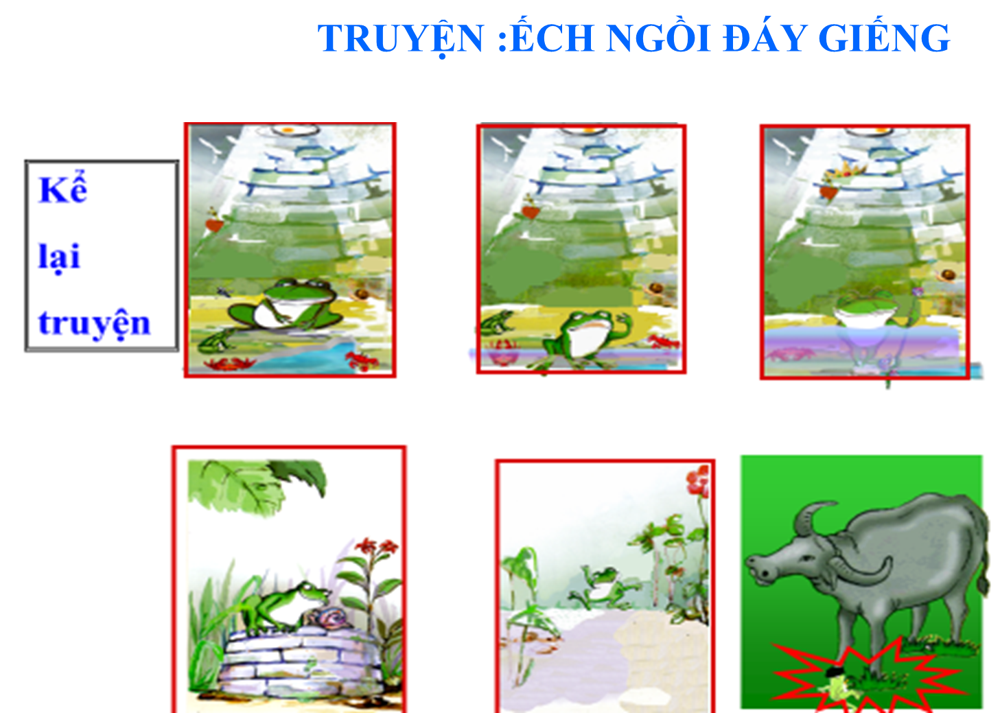 TRUYỆN :ẾCH NGỒI ĐÁY GIẾNG
Kể
lại
truyện